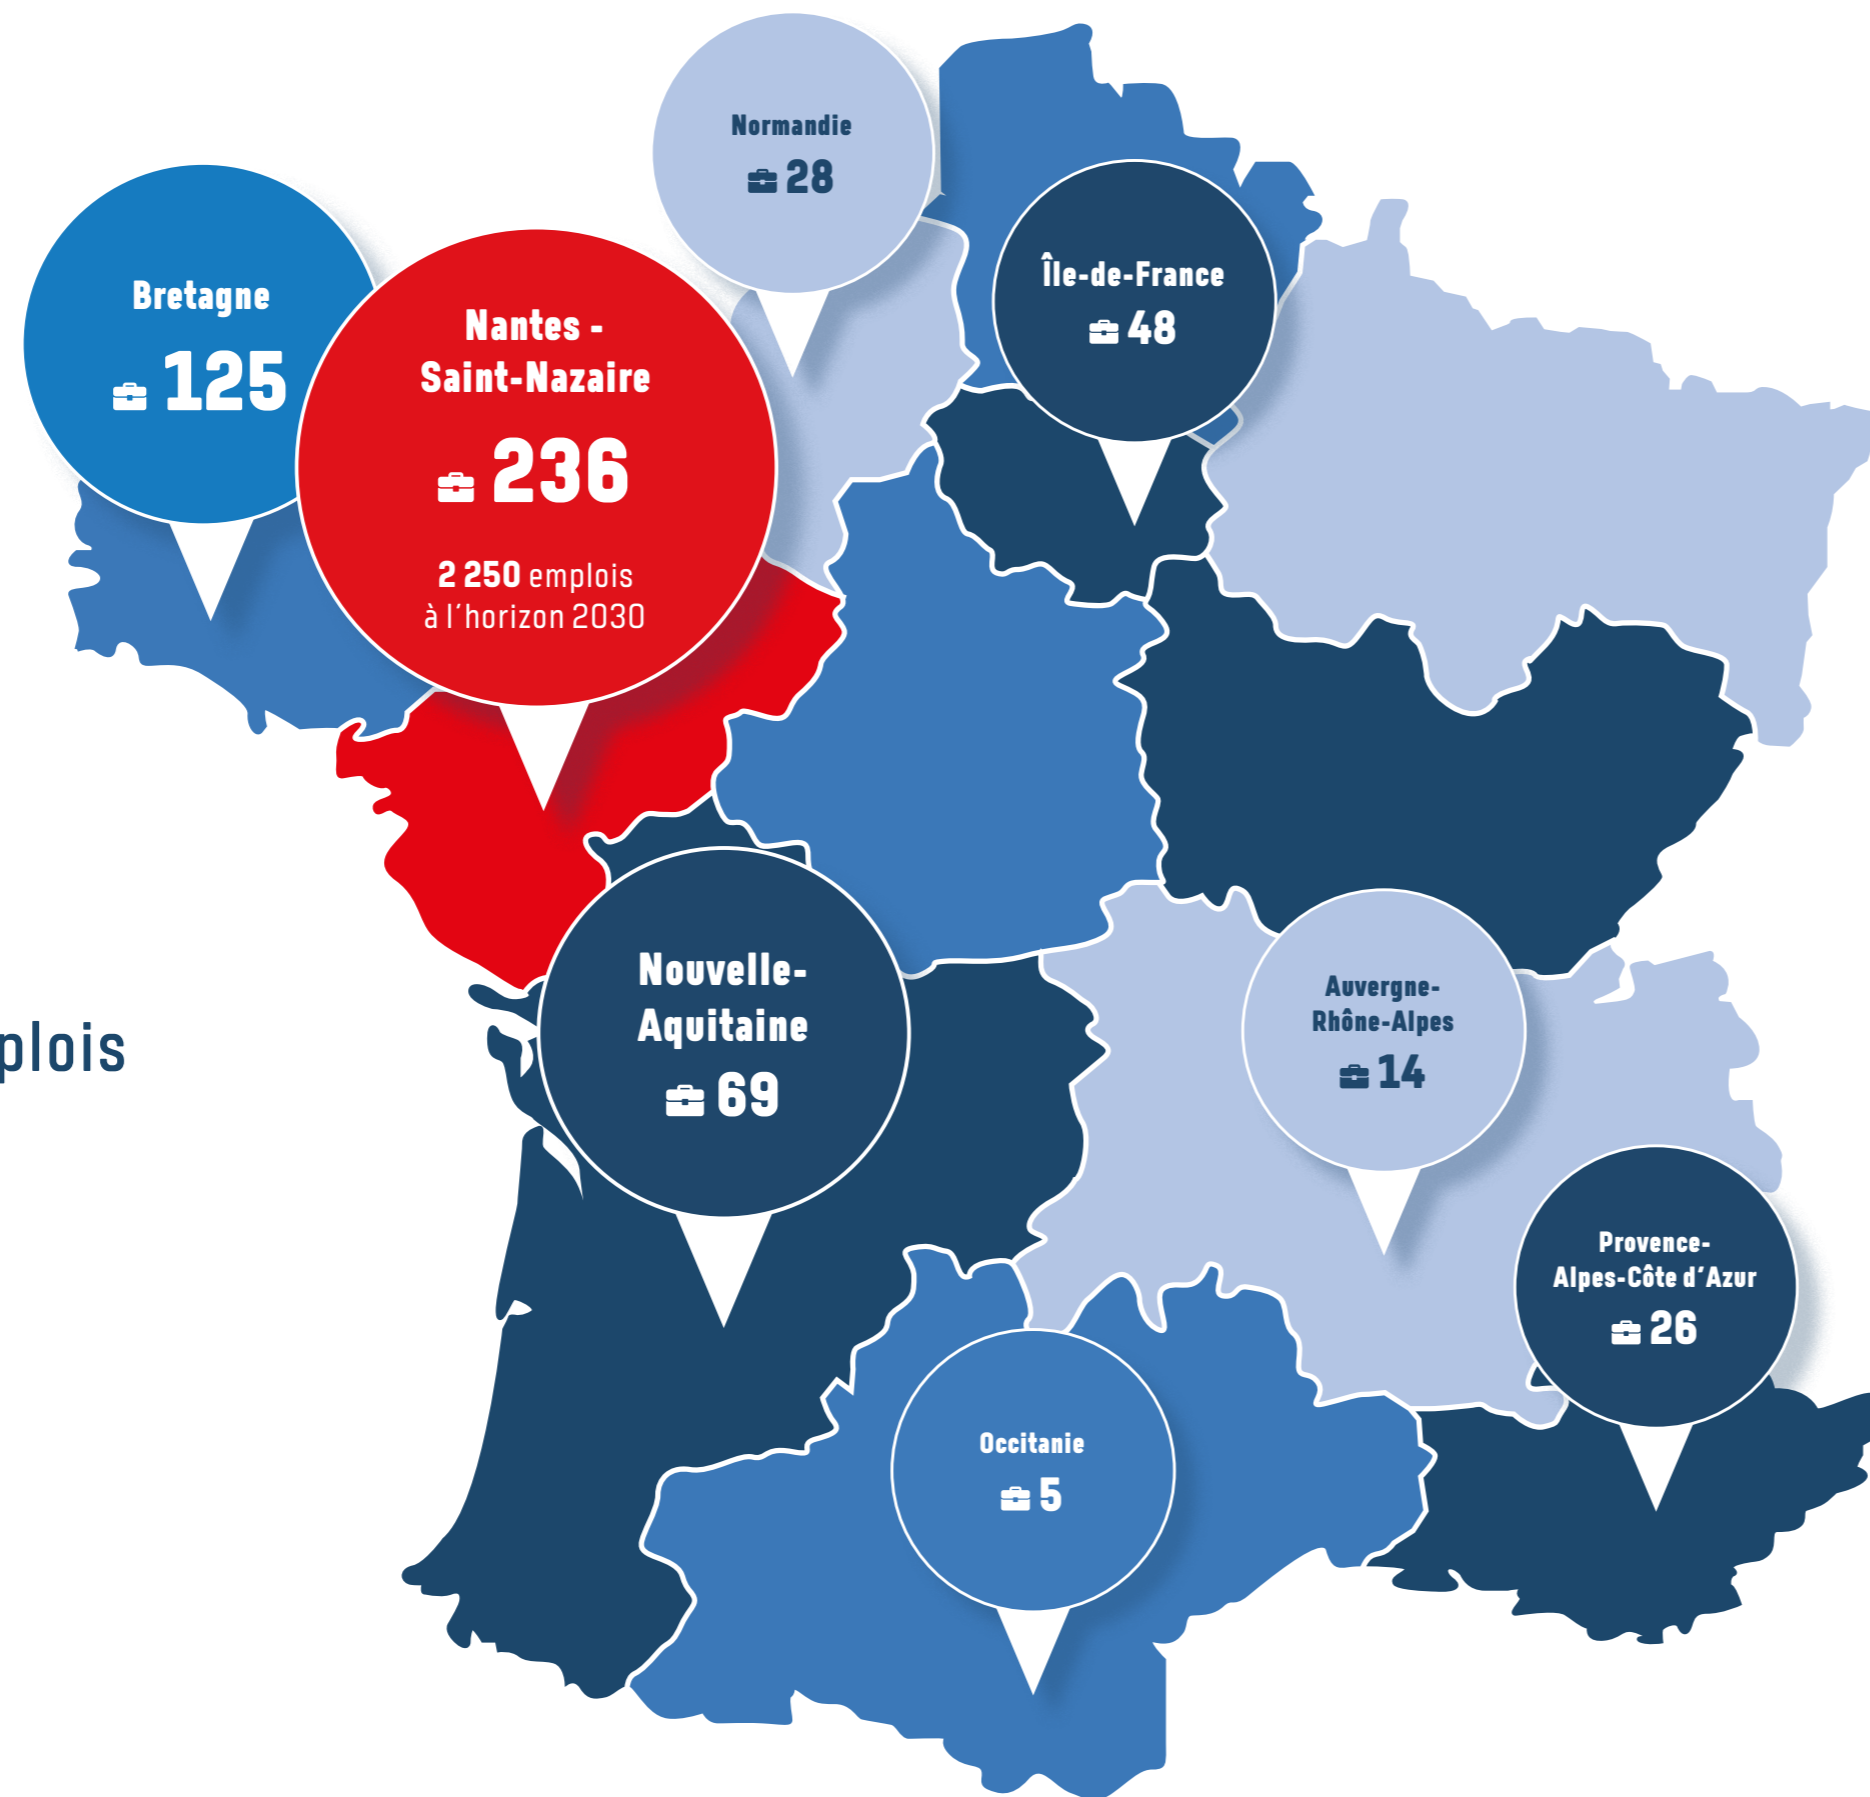 Normandie
28
Île-de-France
48
Bretagne
125
Nantes -
Saint-Nazaire
236
2 250 emplois
à l'horizon 2030
Nouvelle-
Aquitaine
69
Auvergne-
Rhône-Alpes
14
plois
Provence-
Alpes-Côte d'Azur
26
Occitanie
5